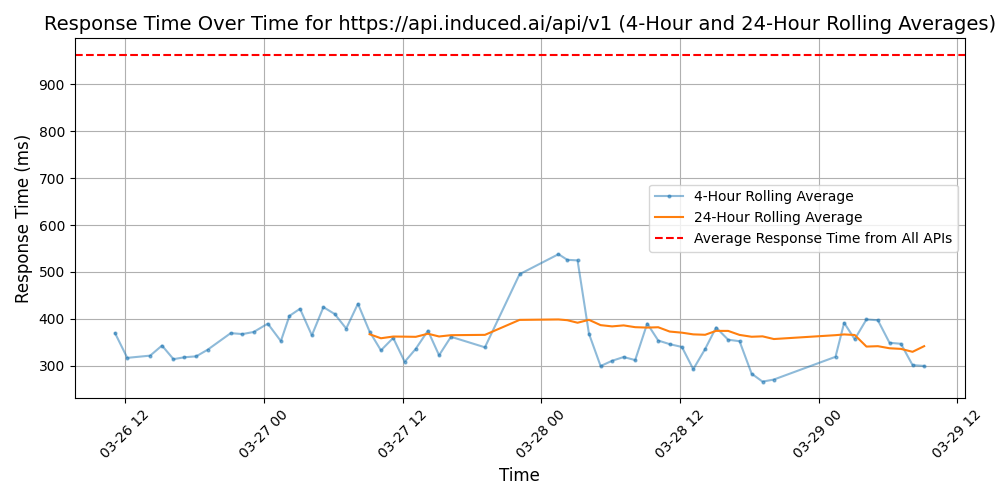 Response Time Over Time for https://api.induced.ai/api/v1 (4-Hour and 24-Hour Rolling Averages)
Response Time (ms)
900
800
700
600
500
400
300
4-Hour Rolling Average
24-Hour Rolling Average
Average Response Time from All APIs
03-26 12
03-27 00
03-27 12
03-28 00
03-28 12
03-29 00
03-29 12
Time